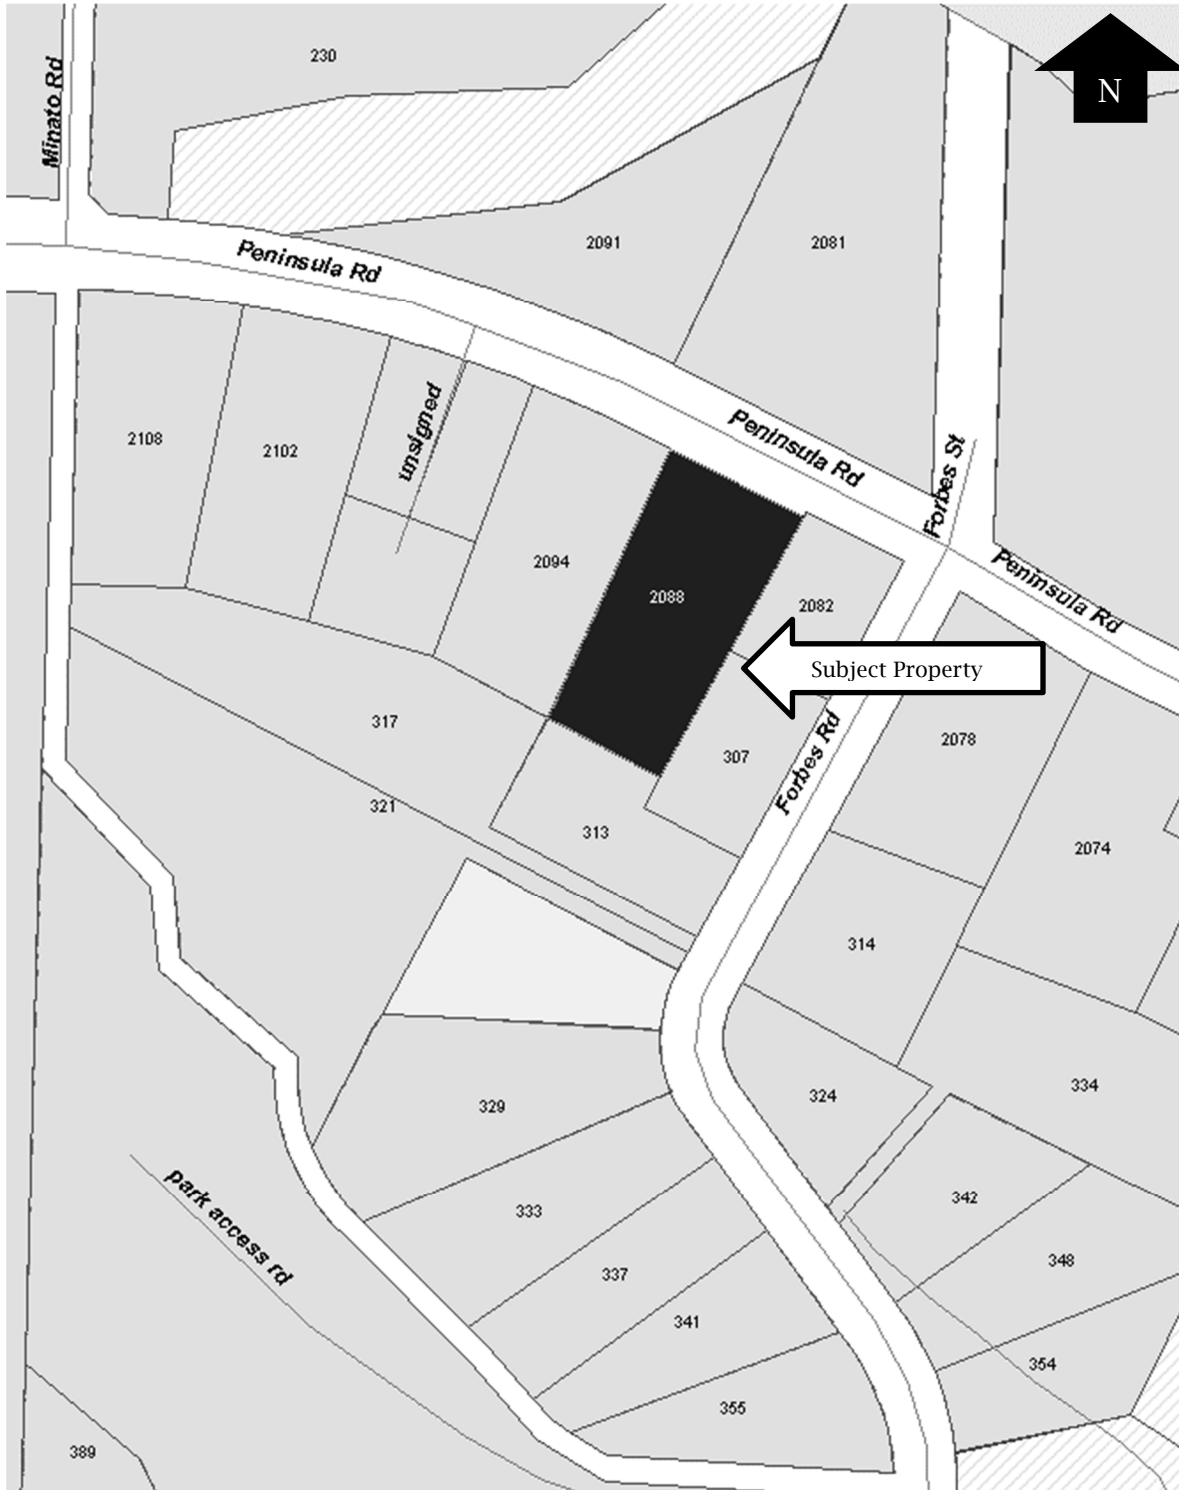 230
N
Minato Rd
2091
2081
Peninsula Rd
unsigned
2108
2102
Peninsula Rd
Forbes St
Peninsula Rd
2094
2088
2082
Subject Property
317
307
2078
Forbes Rd
321
313
2074
314
329
324
334
333
342
park access rd
337
348
341
354
355
389